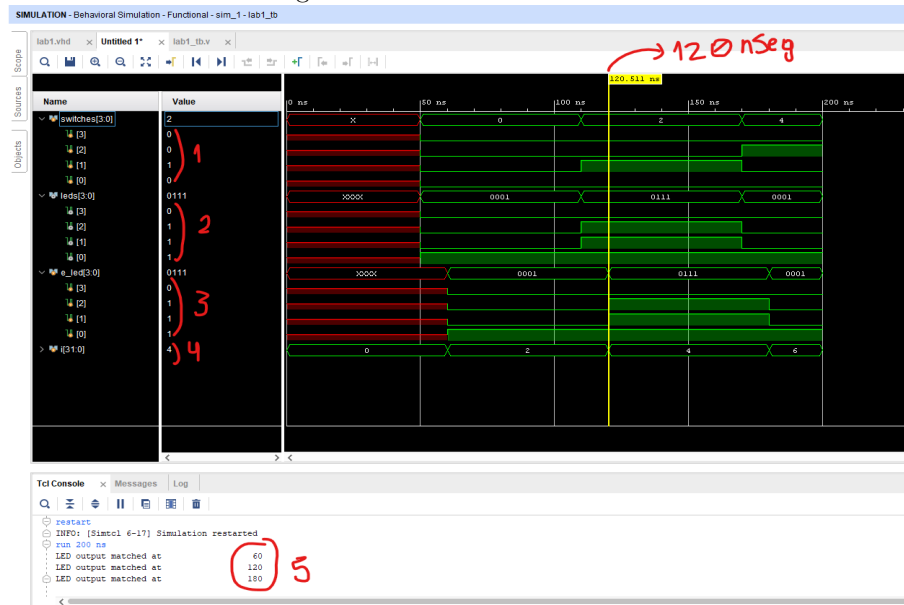 SIMULATION - Behavioral Simulation - Functional - sim_1 - lab1_tb
lab1.vhd × Untitled 1* × lab1_tb.v ×
120 nSeg
Scope
Sources
Objects
120.511 ns
Name Value
0 ns 50 ns 100 ns 150 ns 200 ns
switches[3:0] 2 X 0 2 4
[3] 0
[2] 0
[1] 1
[0] 0
1
leds[3:0] 0111 XXXX 0001 0111 0001
[3] 0
[2] 1
[1] 1
[0] 1
2
e_led[3:0] 0111 XXXX 0001 0111 0001
[3] 0
[2] 1
[1] 1
[0] 1
3
i[31:0] 4 0 2 4 6
4
Tcl Console × Messages Log
restart
INFO: [Simtcl 6-17] Simulation restarted
run 200 ns
LED output matched at 60
LED output matched at 120
LED output matched at 180
5